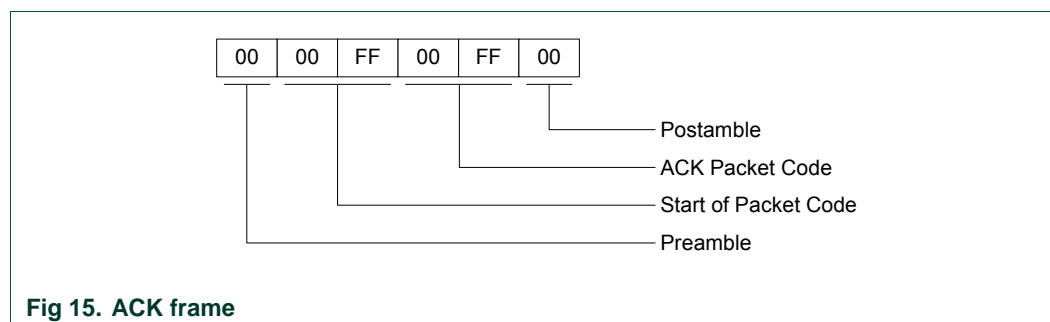 00 00 FF 00 FF 00
Postamble
ACK Packet Code
Start of Packet Code
Preamble
Fig 15. ACK frame